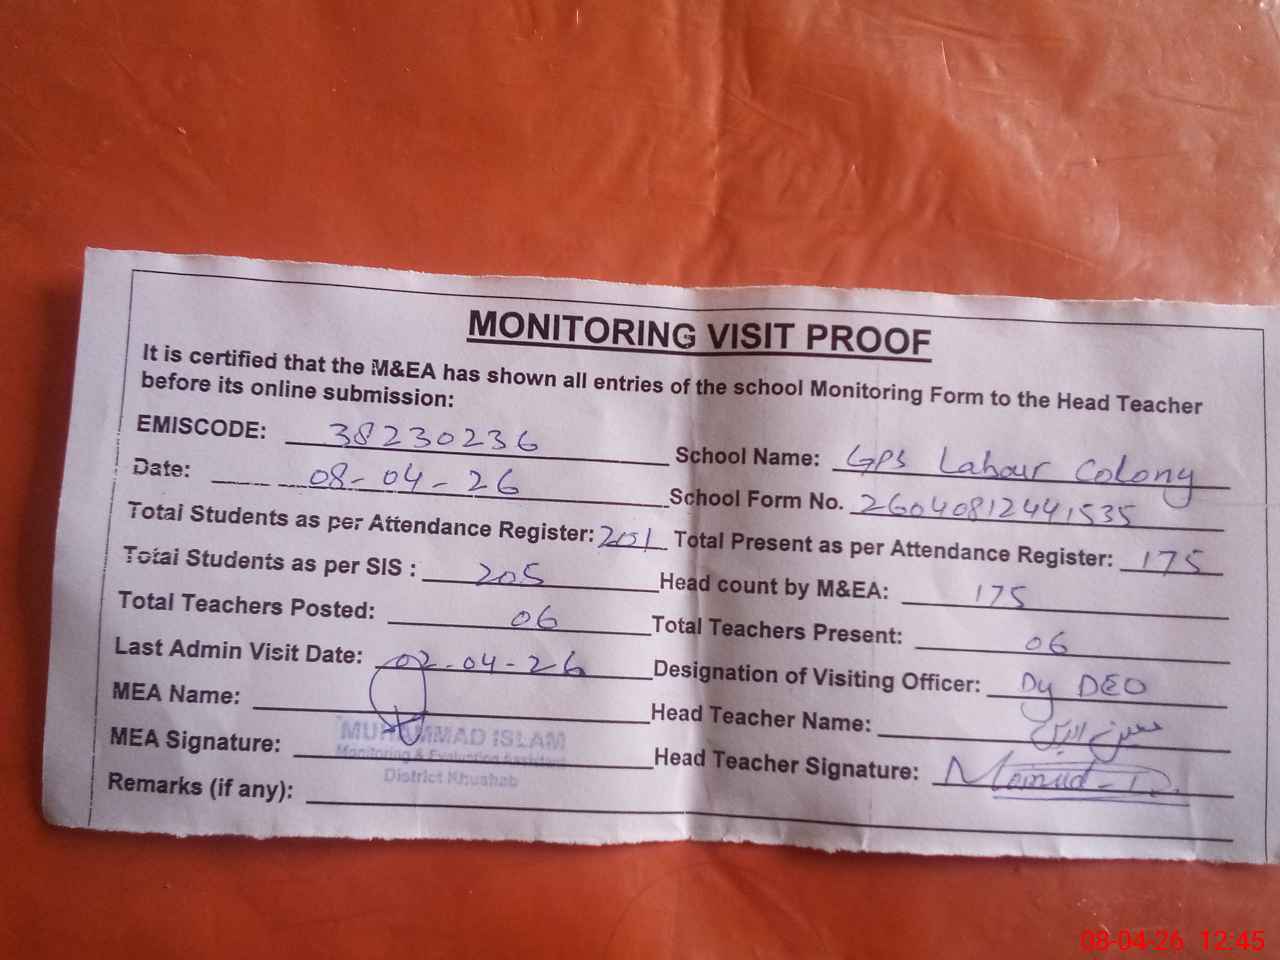 MONITORING VISIT PROOF
It is certified that the M&EA has shown all entries of the school Monitoring Form to the Head Teacher
before its online submission:
EMISCODE: 38230236 School Name: GPS Lahour Colony
Date: 08-04-26 School Form No. 26040812441535
Total Students as per Attendance Register: 201 Total Present as per Attendance Register: 175
Total Students as per SIS : 205 Head count by M&EA: 175
Total Teachers Posted: 06 Total Teachers Present: 06
Last Admin Visit Date: 02-04-26 Designation of Visiting Officer: Dy DEO
MEA Name: Head Teacher Name:
MUHAMMAD ISLAM
MEA Signature: Head Teacher Signature:
Monitoring & Evaluation Assistant
District Khushab
Remarks (if any):
08-04-26 12:45